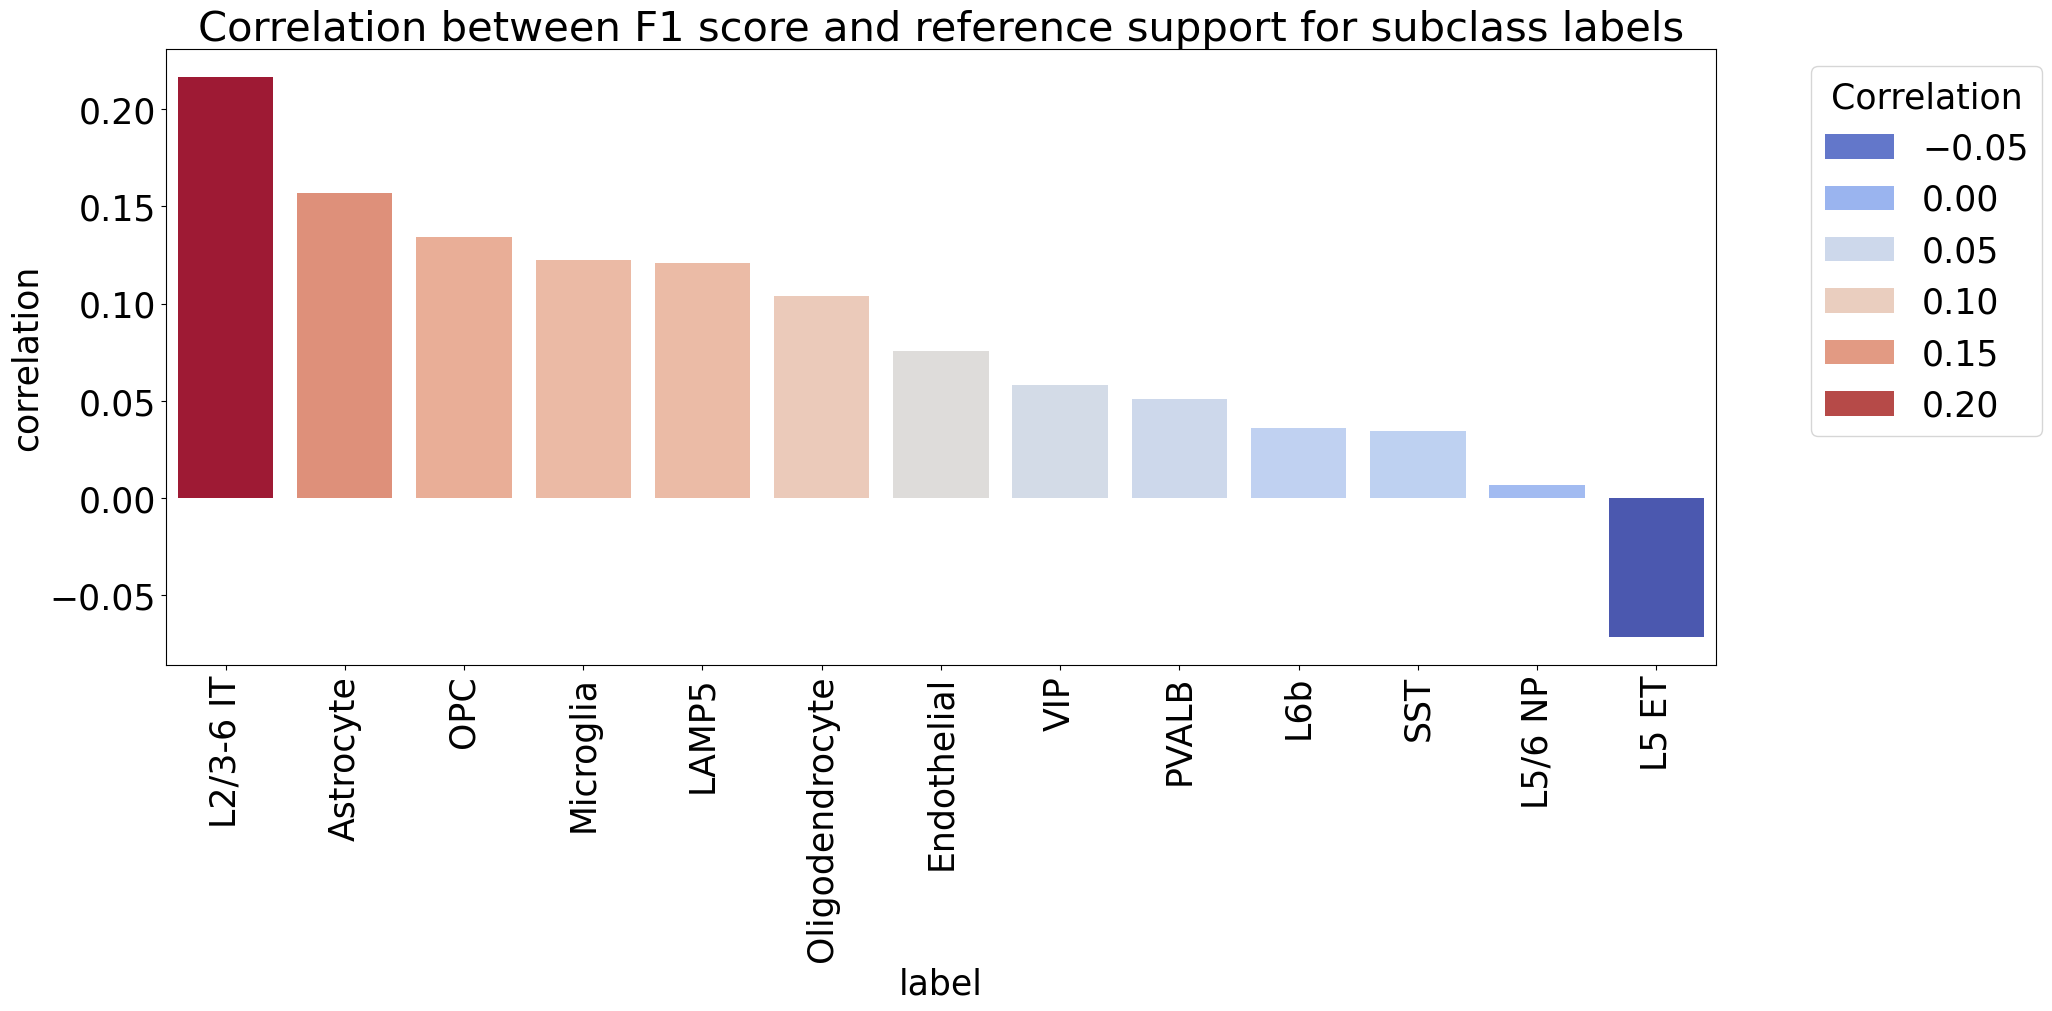 Correlation between F1 score and reference support for subclass labels
correlation
0.20
0.15
0.10
0.05
0.00
−0.05
L2/3-6 IT
Astrocyte
OPC
Microglia
LAMP5
Oligodendrocyte
Endothelial
VIP
PVALB
L6b
SST
L5/6 NP
L5 ET
label
Correlation
−0.05
0.00
0.05
0.10
0.15
0.20